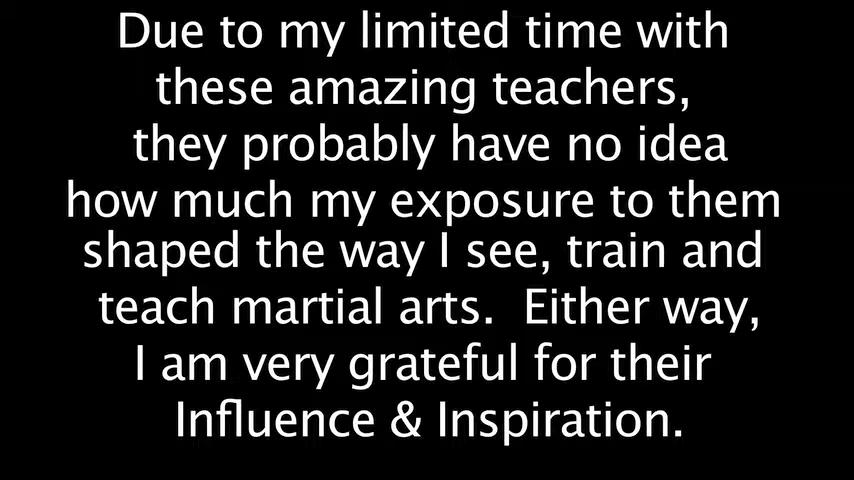 Due to my limited time with
these amazing teachers,
they probably have no idea
how much my exposure to them
shaped the way I see, train and
teach martial arts.  Either way,
I am very grateful for their
Influence & Inspiration.